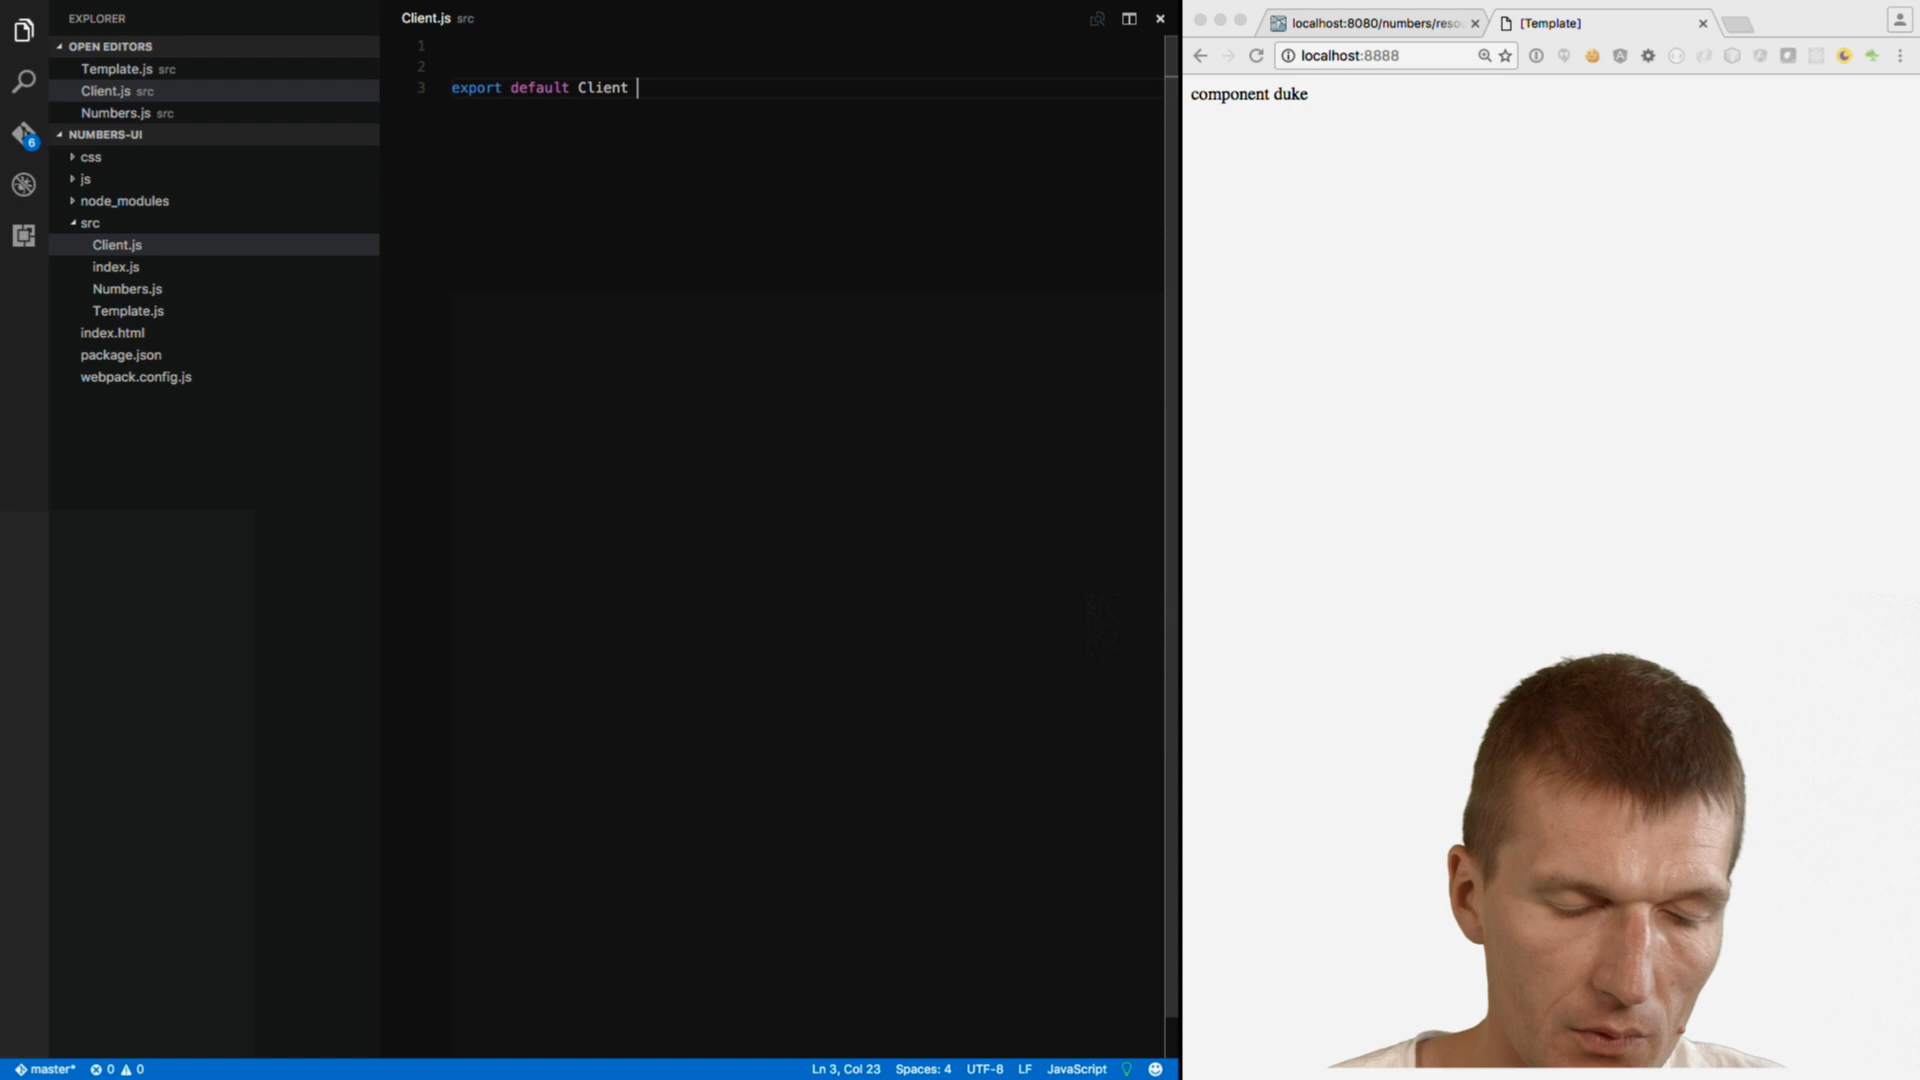 EXPLORER
OPEN EDITORS
Template.js src
Client.js src
Numbers.js src
NUMBERS-UI
css
js
node_modules
src
Client.js
index.js
Numbers.js
Template.js
index.html
package.json
webpack.config.js
6
Client.js src
1
2
3 export default Client
master* 0 0
Ln 3, Col 23 Spaces: 4 UTF-8 LF JavaScript
localhost:8080/numbers/reso
[Template]
localhost:8888
component duke